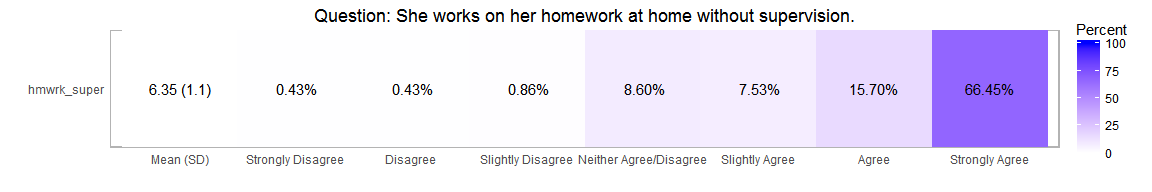 Question: She works on her homework at home without supervision.
Percent
100
75
50
25
0
hmwrk_super 6.35 (1.1) 0.43% 0.43% 0.86% 8.60% 7.53% 15.70% 66.45%
Mean (SD) Strongly Disagree Disagree Slightly Disagree Neither Agree/Disagree Slightly Agree Agree Strongly Agree